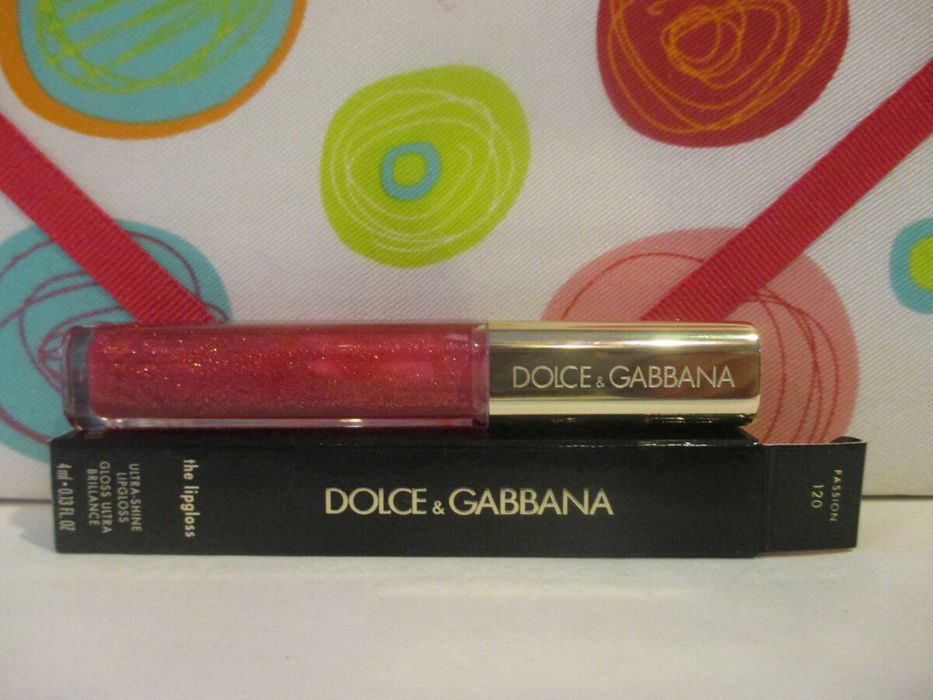 DOLCE & GABBANA
DOLCE & GABBANA
the lipgloss
ULTRA-SHINE
LIPGLOSS
GLOSS ULTRA
BRILLANCE
4 ml • 0.13 FL OZ
PASSION
120